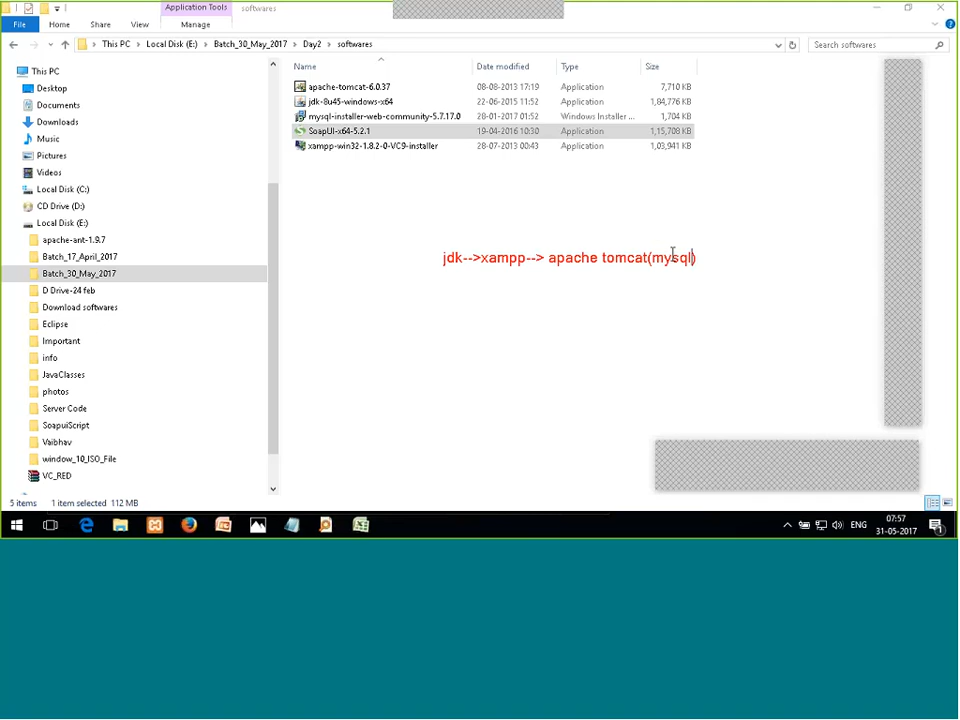 Application Tools softwares
File Home Share View Manage
This PC Local Disk (E:) Batch_30_May_2017 Day2 softwares Search softwares
Name Date modified Type Size
This PC
Desktop
Documents
Downloads
Music
Pictures
Videos
Local Disk (C:)
CD Drive (D:)
Local Disk (E:)
apache-ant-1.9.7
Batch_17_April_2017
Batch_30_May_2017
D Drive-24 feb
Download softwares
Eclipse
Important
info
JavaClasses
photos
Server Code
SoapuiScript
Vaibhav
window_10_ISO_File
VC_RED
apache-tomcat-6.0.37 08-08-2013 17:19 Application 7,710 KB
jdk-8u45-windows-x64 22-06-2015 11:52 Application 1,84,776 KB
mysql-installer-web-community-5.7.17.0 28-01-2017 01:52 Windows Installer ... 1,704 KB
SoapUI-x64-5.2.1 19-04-2016 10:30 Application 1,15,708 KB
xampp-win32-1.8.2-0-VC9-installer 28-07-2013 00:43 Application 1,03,941 KB
jdk-->xampp--> apache tomcat(mysql)
5 items 1 item selected 112 MB
ENG 07:57
31-05-2017
1